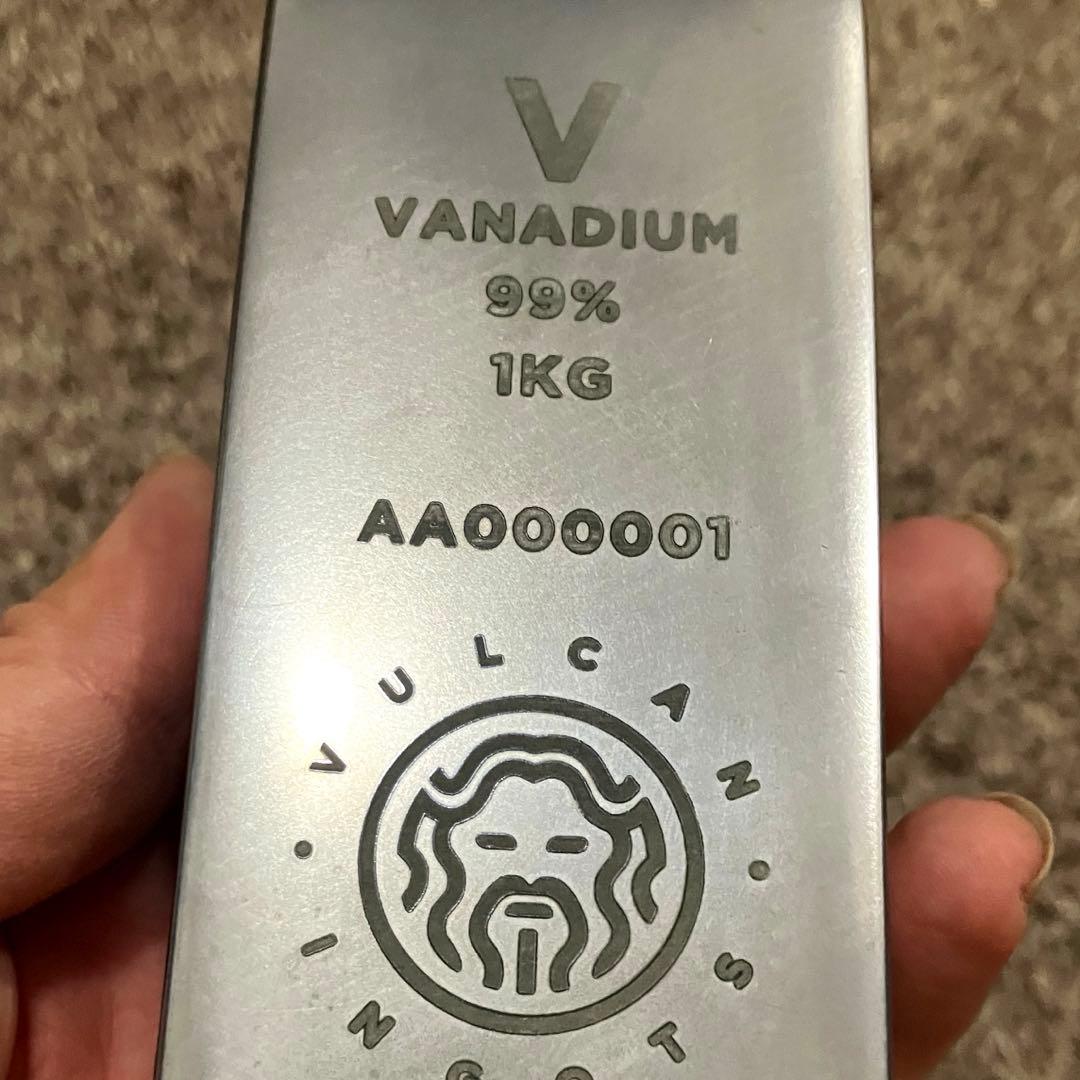 V
VANADIUM
99%
1KG
AA000001
• VULCAN •
INGOTS